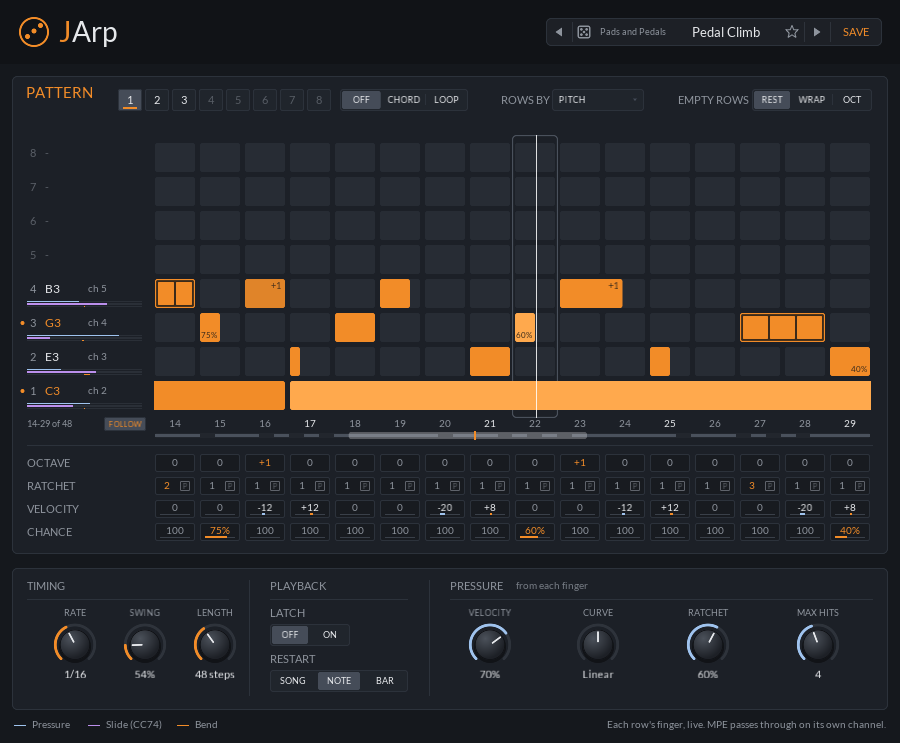 JArp
Pads and Pedals Pedal Climb SAVE
PATTERN 1 2 3 4 5 6 7 8 OFF CHORD LOOP ROWS BY PITCH EMPTY ROWS REST WRAP OCT
8 -
7 -
6 -
5 -
4 B3 ch 5 +1 +1
3 G3 ch 4 75% 60%
2 E3 ch 3 40%
1 C3 ch 2
14-29 of 48 FOLLOW 14 15 16 17 18 19 20 21 22 23 24 25 26 27 28 29
OCTAVE 0 0 +1 0 0 0 0 0 0 +1 0 0 0 0 0 0
RATCHET 2 P 1 P 1 P 1 P 1 P 1 P 1 P 1 P 1 P 1 P 1 P 1 P 1 P 3 P 1 P 1 P
VELOCITY 0 0 -12 +12 0 0 -20 +8 0 0 -12 +12 0 0 -20 +8
CHANCE 100 75% 100 100 100 100 100 100 60% 100 100 100 100 100 100 40%
TIMING PLAYBACK PRESSURE from each finger
RATE SWING LENGTH LATCH VELOCITY CURVE RATCHET MAX HITS
OFF ON
RESTART
1/16 54% 48 steps SONG NOTE BAR 70% Linear 60% 4
Pressure Slide (CC74) Bend Each row's finger, live. MPE passes through on its own channel.